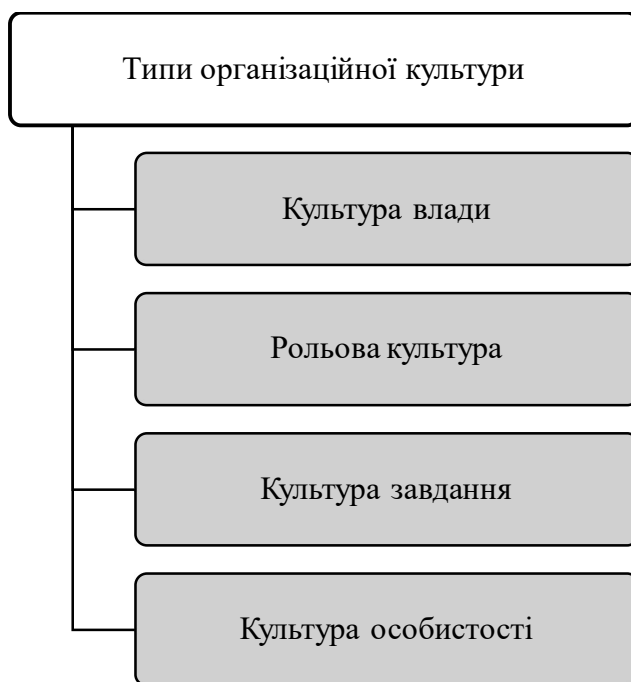 Типи організаційної культури
Культура влади
Рольова культура
Культура завдання
Культура особистості